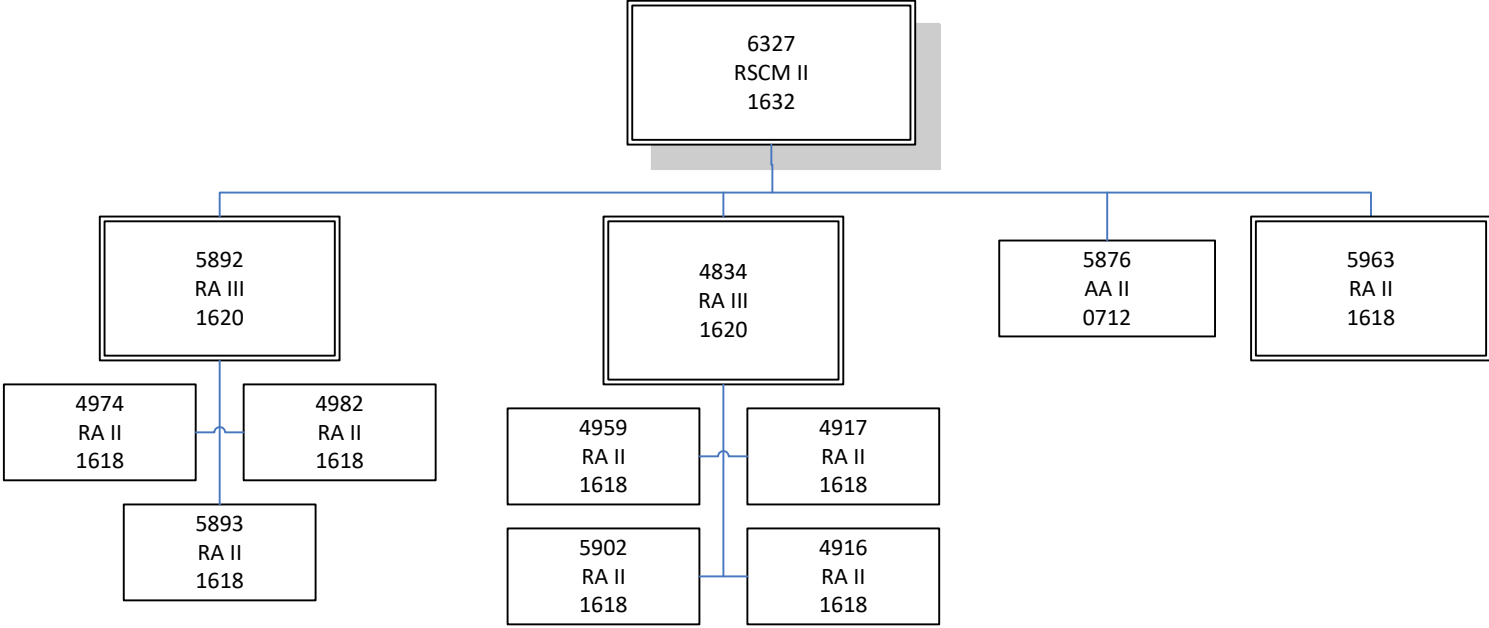 6327
RSCM II
1632
5892
RA III
1620
4834
RA III
1620
5876
AA II
0712
5963
RA II
1618
4974
RA II
1618
4982
RA II
1618
5893
RA II
1618
4959
RA II
1618
4917
RA II
1618
5902
RA II
1618
4916
RA II
1618